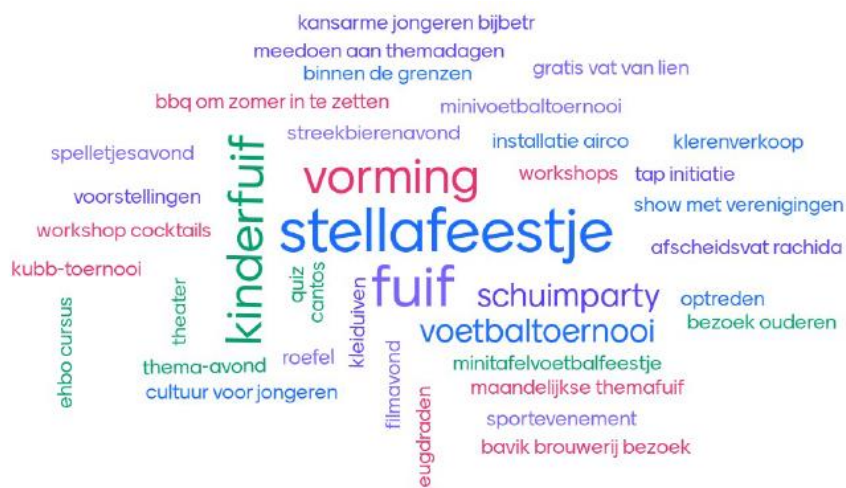 kansarme jongeren bijbetr
meedoen aan themadagen
binnen de grenzen
gratis vat van lien
bbq om zomer in te zetten
minivoetbaltoernooi
streekbierenavond
installatie airco
klerenverkoop
spelletjesavond
kinderfuif
vorming
workshops
tap initiatie
voorstellingen
stellafeestje
show met verenigingen
workshop cocktails
afscheidsvat rachida
kubb-toernooi
theater
quiz
cantos
kleiduiven
fuif
schuimparty
optreden
ehbo cursus
voetbaltoernooi
bezoek ouderen
thema-avond
roefel
filmavond
minitafelvoetbalfeestje
cultuur voor jongeren
eugdraden
maandelijkse themafuif
sportevenement
bavik brouwerij bezoek